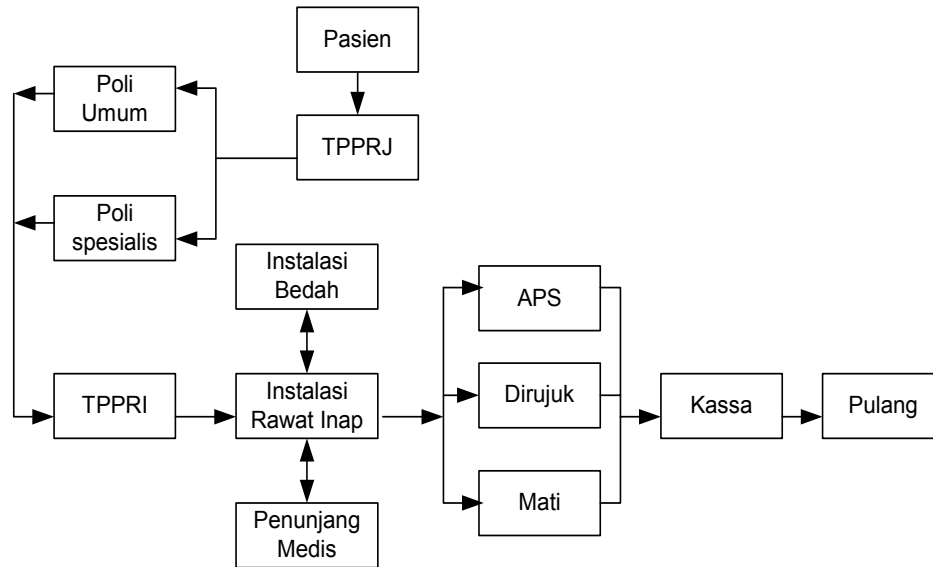 Pasien
Poli
Umum
TPPRJ
Poli
spesialis
Instalasi
Bedah
APS
TPPRI
Instalasi
Rawat Inap
Dirujuk
Kassa
Pulang
Mati
Penunjang
Medis